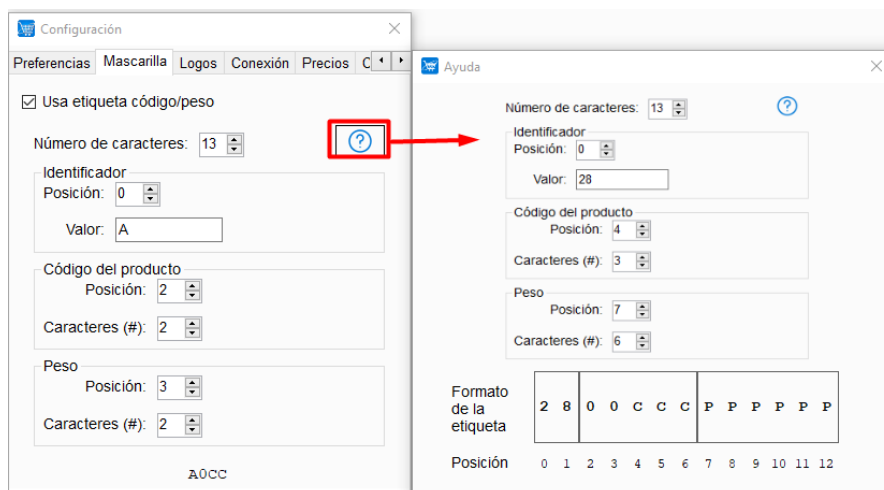 Configuración
Preferencias Mascarilla Logos Conexión Precios C
Usa etiqueta código/peso
Número de caracteres: 13
Identificador
Posición: 0
Valor: A
Código del producto
Posición: 2
Caracteres (#): 2
Peso
Posición: 3
Caracteres (#): 2
A0CC
Ayuda
Número de caracteres: 13
Identificador
Posición: 0
Valor: 28
Código del producto
Posición: 4
Caracteres (#): 3
Peso
Posición: 7
Caracteres (#): 6
Formato
de la
etiqueta
2 8 0 0 C C C P P P P P P
Posición 0 1 2 3 4 5 6 7 8 9 10 11 12